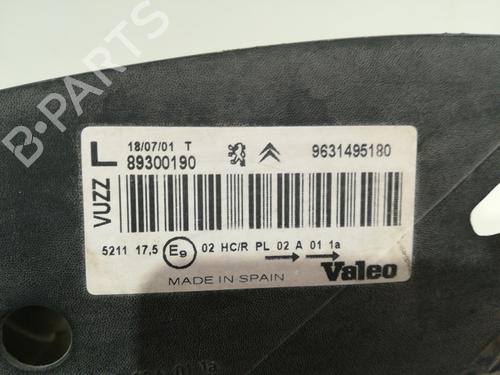 B-PARTS
VUZZ
L
18/07/01 T
89300190
9631495180
5211 17,5 E9 02 HC/R PL 02 A 01 1a
MADE IN SPAIN
Valeo